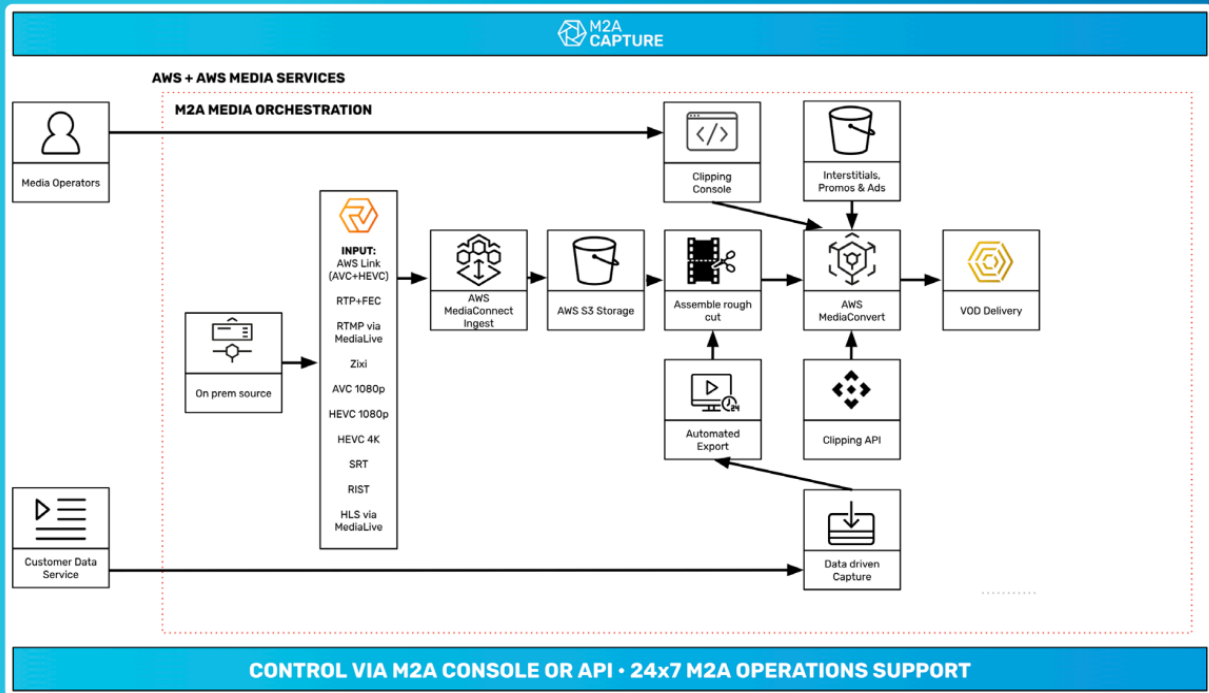 M2A
CAPTURE
AWS + AWS MEDIA SERVICES
M2A MEDIA ORCHESTRATION
Media Operators
Clipping
Console
Interstitials,
Promos & Ads
INPUT:
AWS Link
(AVC+HEVC)
RTP+FEC
RTMP via
MediaLive
Zixi
AVC 1080p
HEVC 1080p
HEVC 4K
SRT
RIST
HLS via
MediaLive
On prem source
AWS
MediaConnect
Ingest
AWS S3 Storage
Assemble rough
cut
AWS
MediaConvert
VOD Delivery
24
Automated
Export
Clipping API
Customer Data
Service
Data driven
Capture
CONTROL VIA M2A CONSOLE OR API • 24x7 M2A OPERATIONS SUPPORT